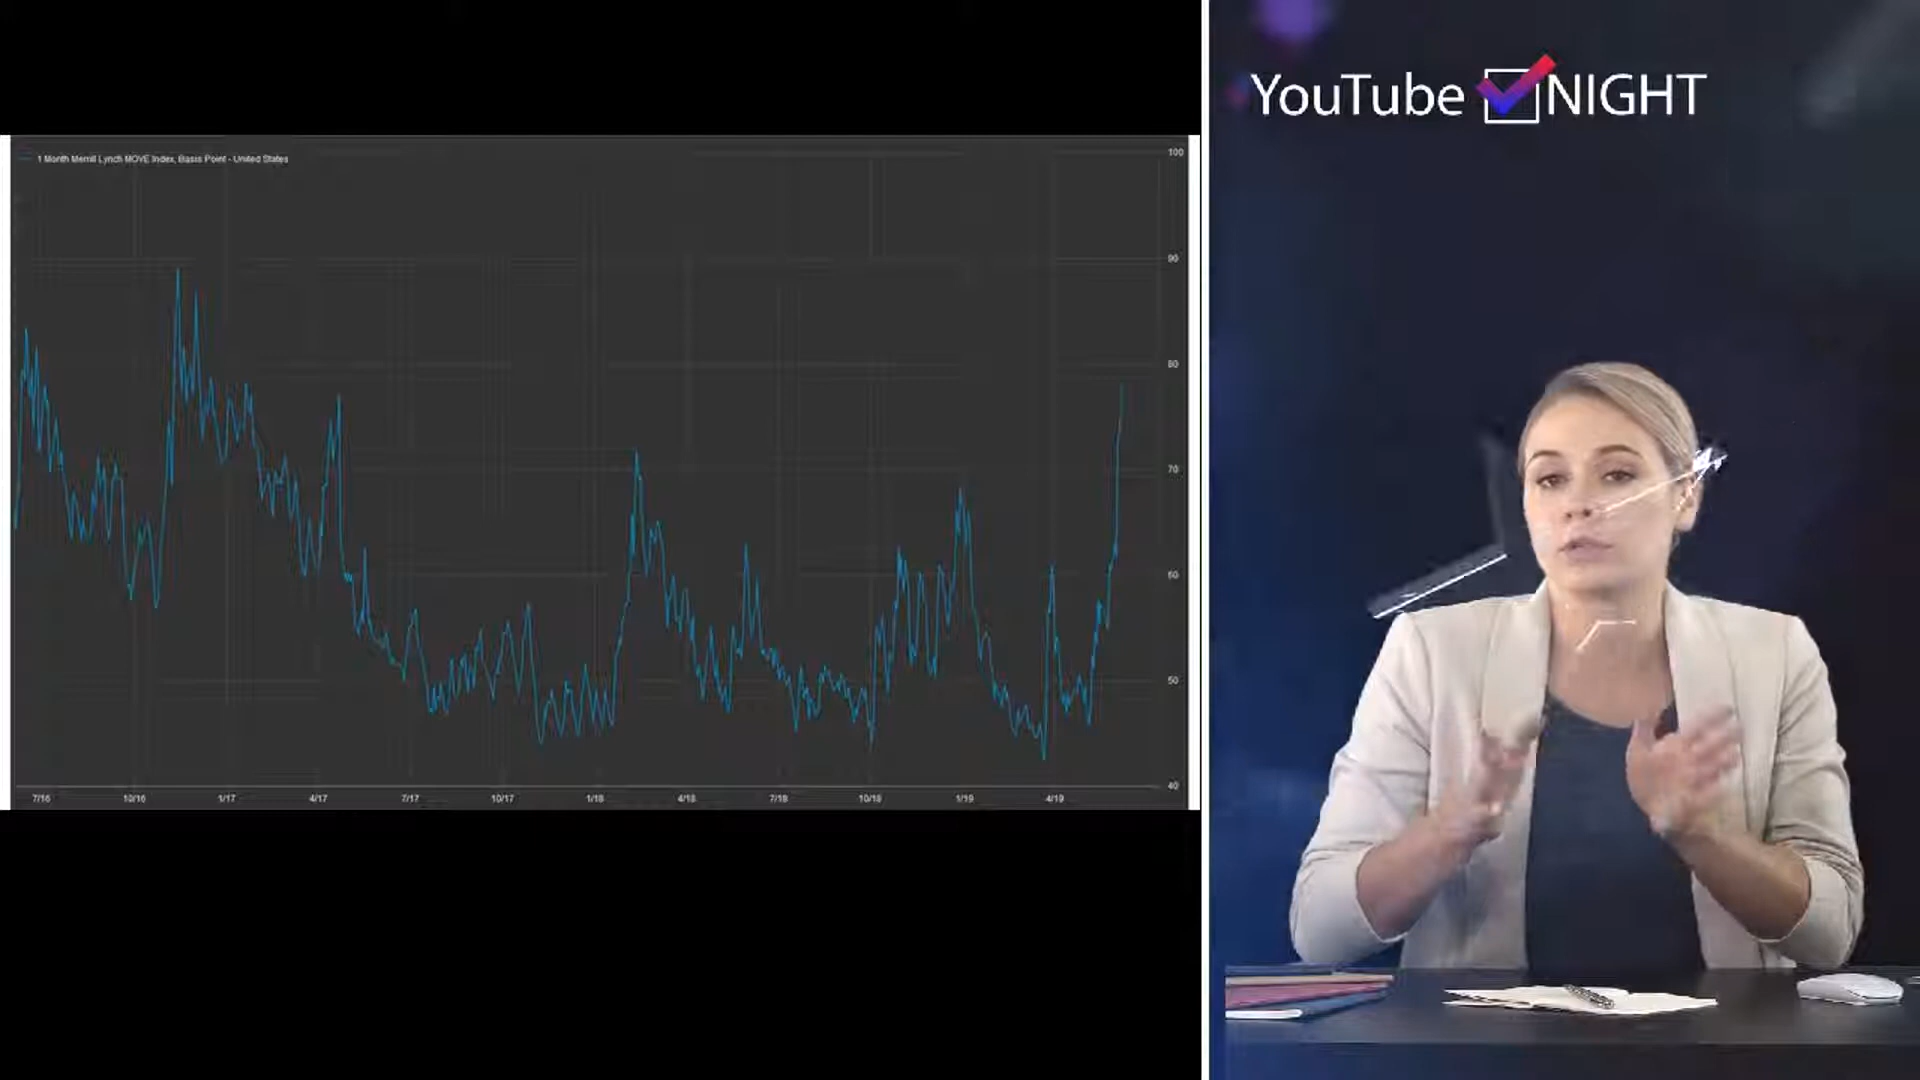 1 Month Merrill Lynch MOVE Index, Basis Point - United States
100
90
80
70
60
50
40
7/16 10/16 1/17 4/17 7/17 10/17 1/18 4/18 7/18 10/18 1/19 4/19
YouTube NIGHT